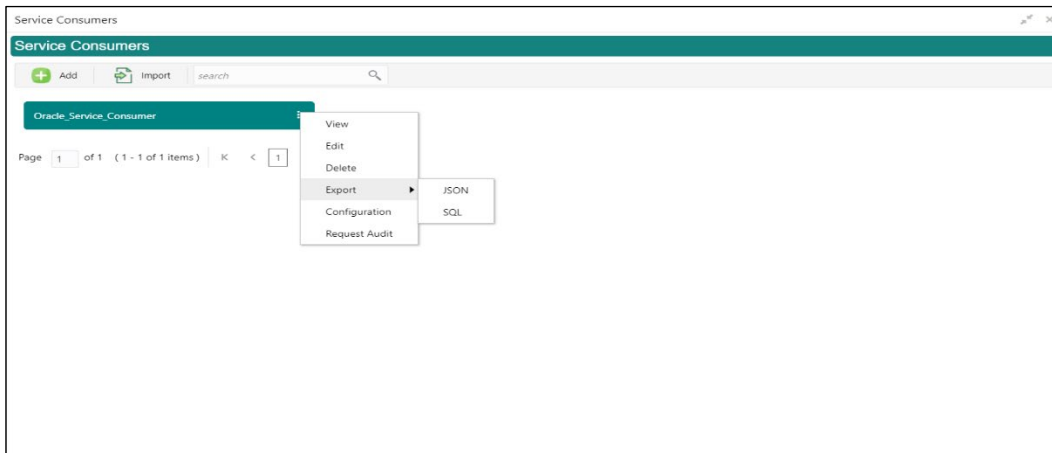 Service Consumers
Service Consumers
Add Import search
Oracle_Service_Consumer
View
Edit
Delete
Export JSON
Configuration SQL
Request Audit
Page 1 of 1 ( 1 - 1 of 1 items ) K < 1